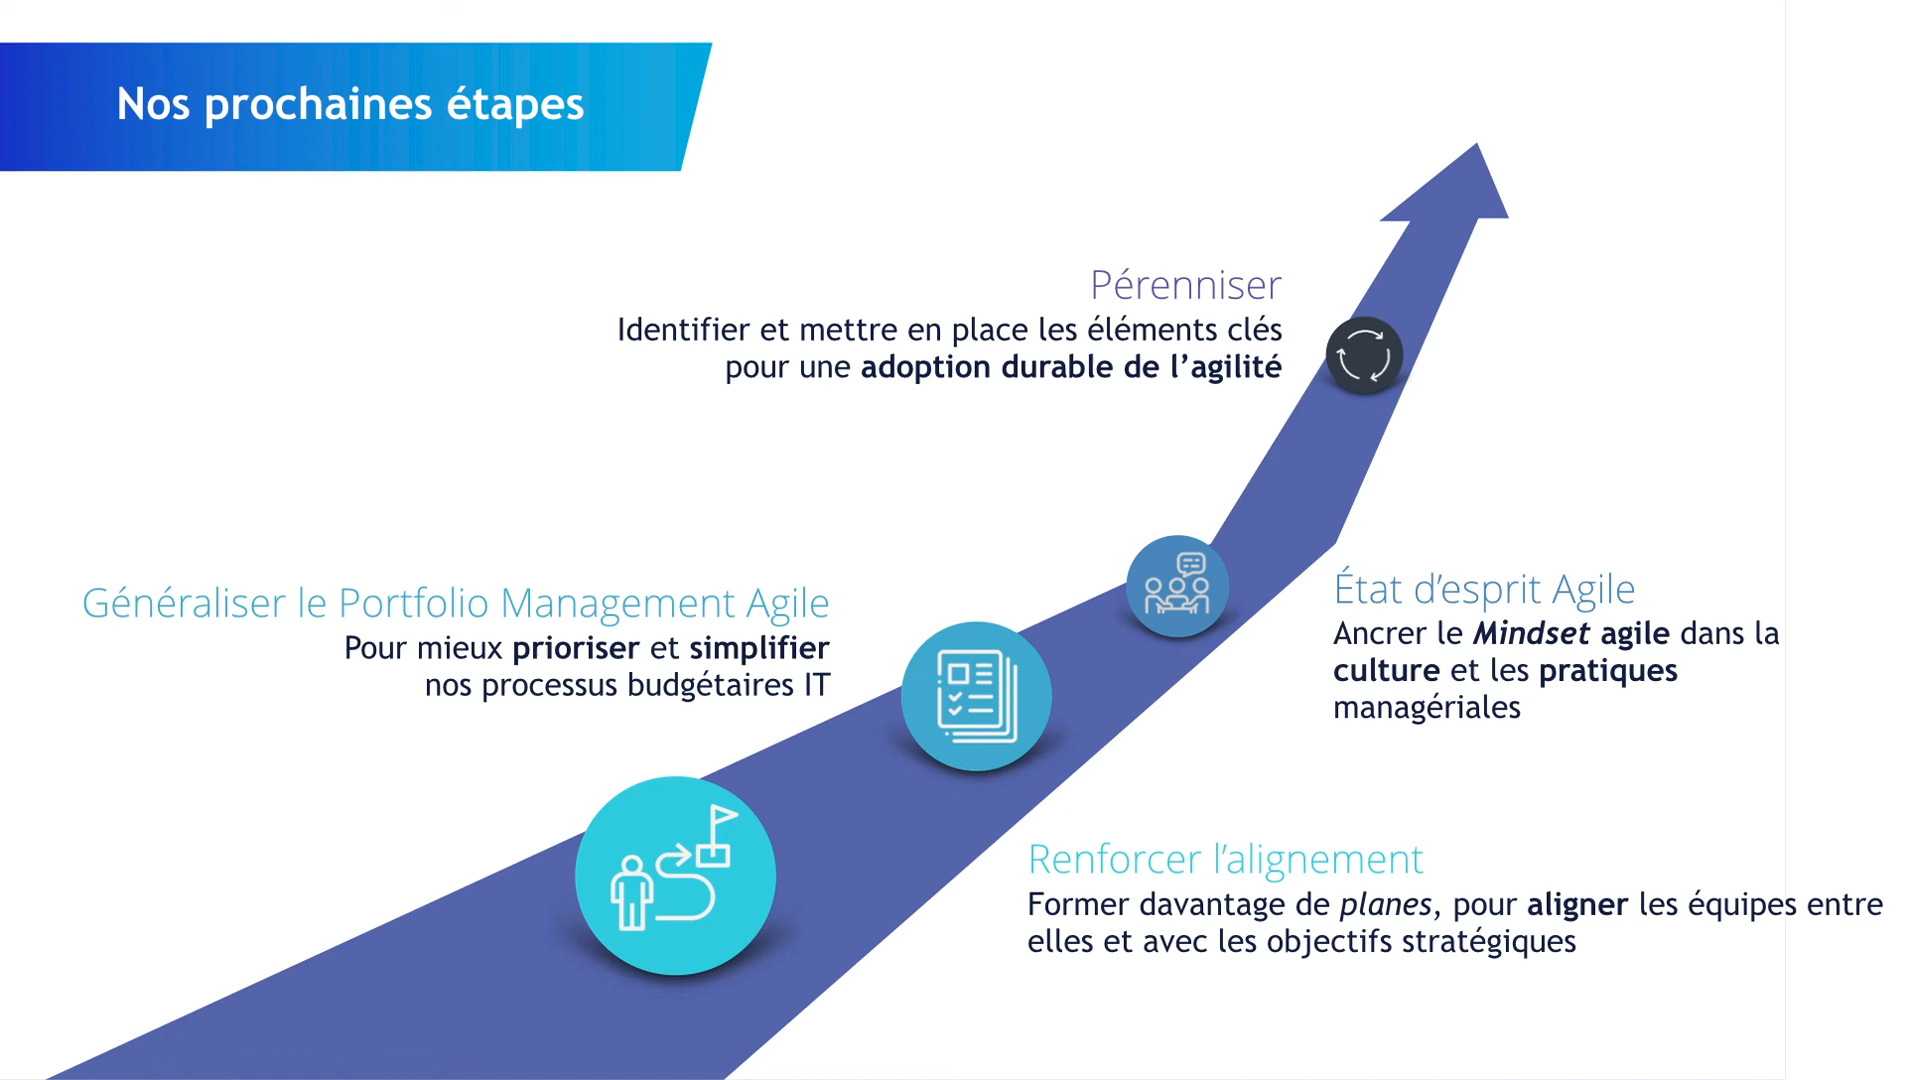 Nos prochaines étapes
Pérenniser
Identifier et mettre en place les éléments clés
pour une adoption durable de l’agilité
Généraliser le Portfolio Management Agile
Pour mieux prioriser et simplifier
nos processus budgétaires IT
État d’esprit Agile
Ancrer le Mindset agile dans la
culture et les pratiques
managériales
Renforcer l’alignement
Former davantage de planes, pour aligner les équipes entre
elles et avec les objectifs stratégiques